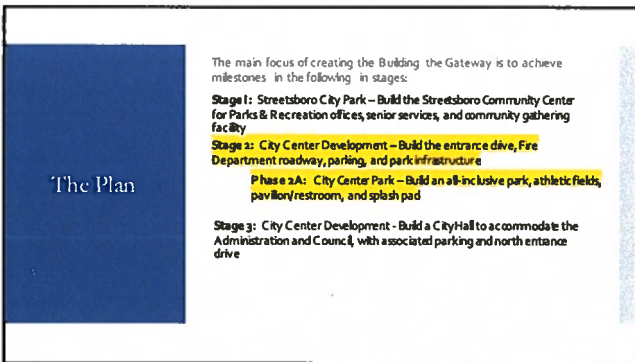 The Plan
The main focus of creating the Building the Gateway is to achieve
milestones in the following in stages:
Stage 1: Streetsboro City Park – Build the Streetsboro Community Center
for Parks & Recreation offices, senior services, and community gathering
facility
Stage 2: City Center Development – Build the entrance drive, Fire
Department roadway, parking, and park infrastructure
Phase 2A: City Center Park – Build an all-inclusive park, athletic fields,
pavilion/restroom, and splash pad
Stage 3: City Center Development - Build a City Hall to accommodate the
Administration and Council, with associated parking and north entrance
drive